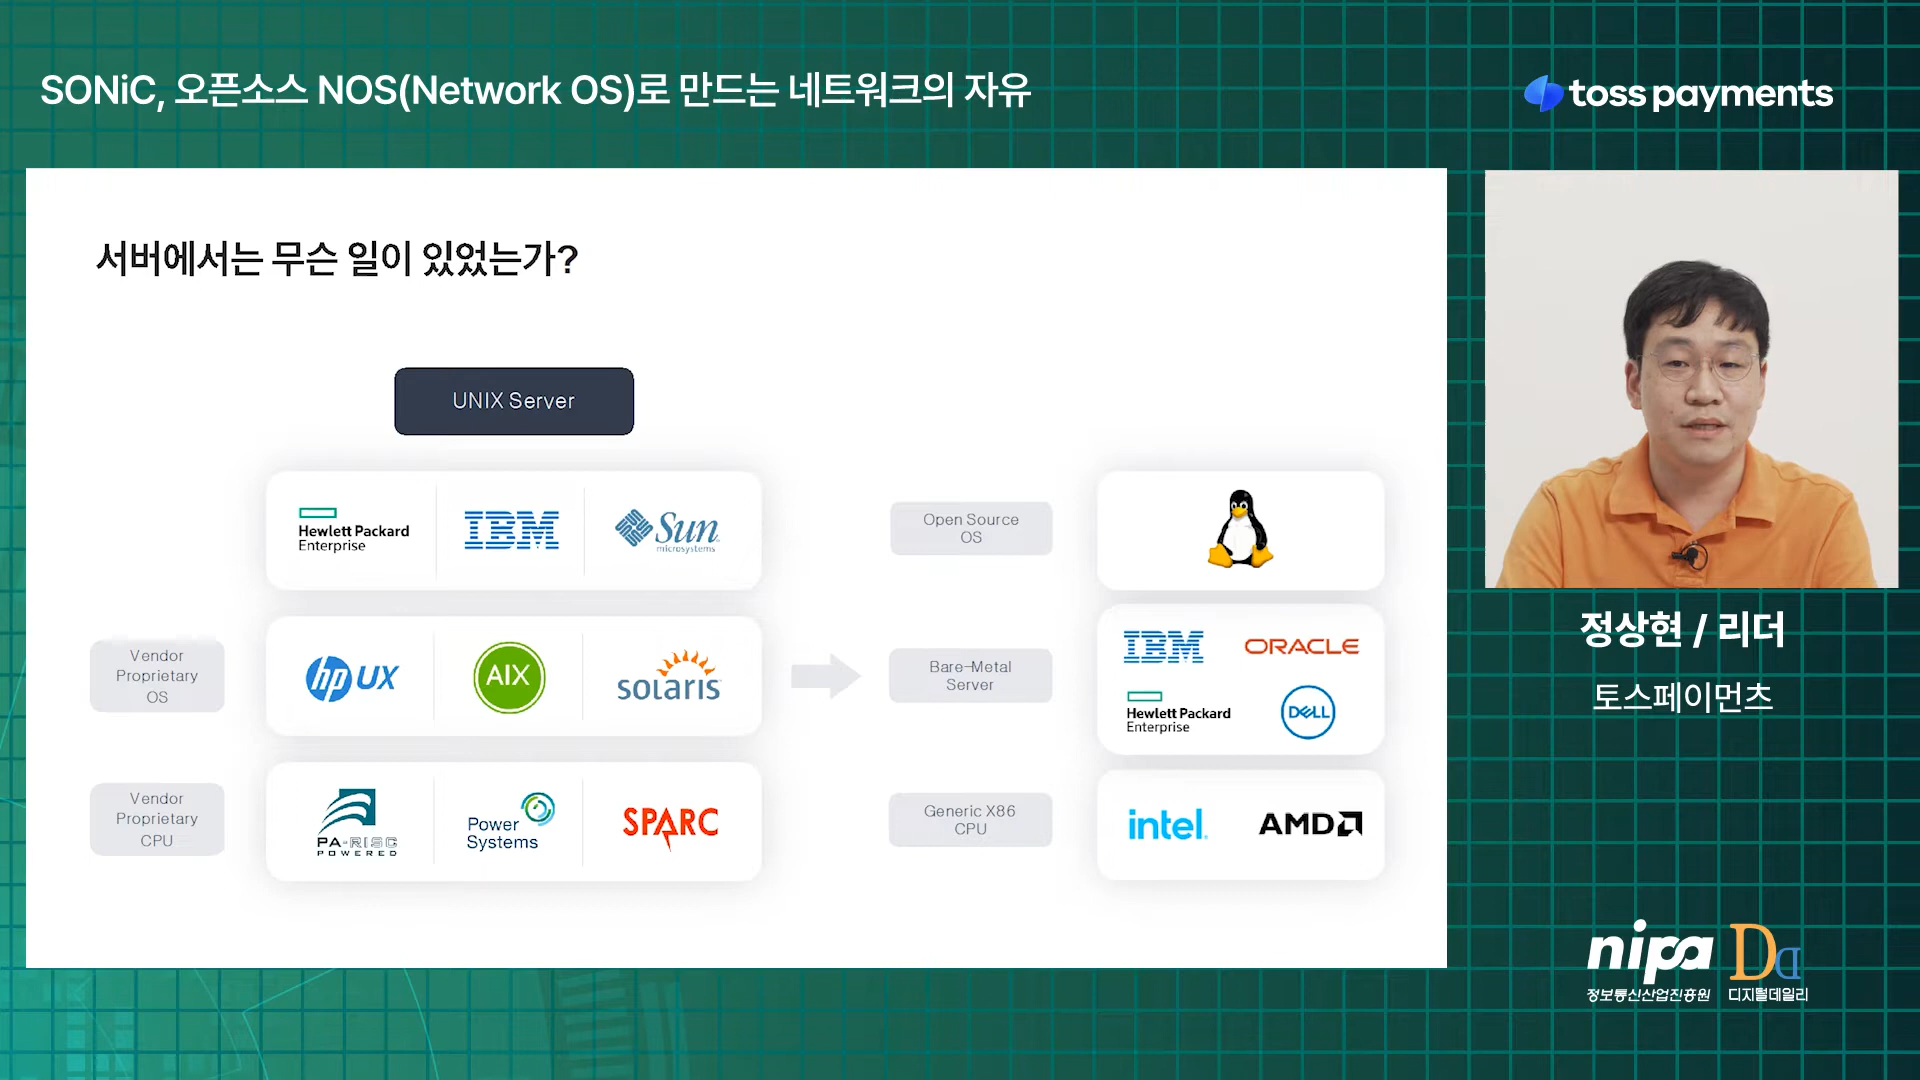 SONiC, 오픈소스 NOS(Network OS)로 만드는 네트워크의 자유
toss payments
서버에서는 무슨 일이 있었는가?
UNIX Server
Hewlett Packard
Enterprise
IBM
Sun
microsystems
Vendor
Proprietary
OS
hp UX
AIX
solaris
Vendor
Proprietary
CPU
PA-RISC
POWERED
Power
Systems
SPARC
Open Source
OS
Bare-Metal
Server
IBM
ORACLE
Hewlett Packard
Enterprise
DELL
Generic X86
CPU
intel.
AMD
정상현 / 리더
토스페이먼츠
nipa
정보통신산업진흥원
Dd
디지털데일리